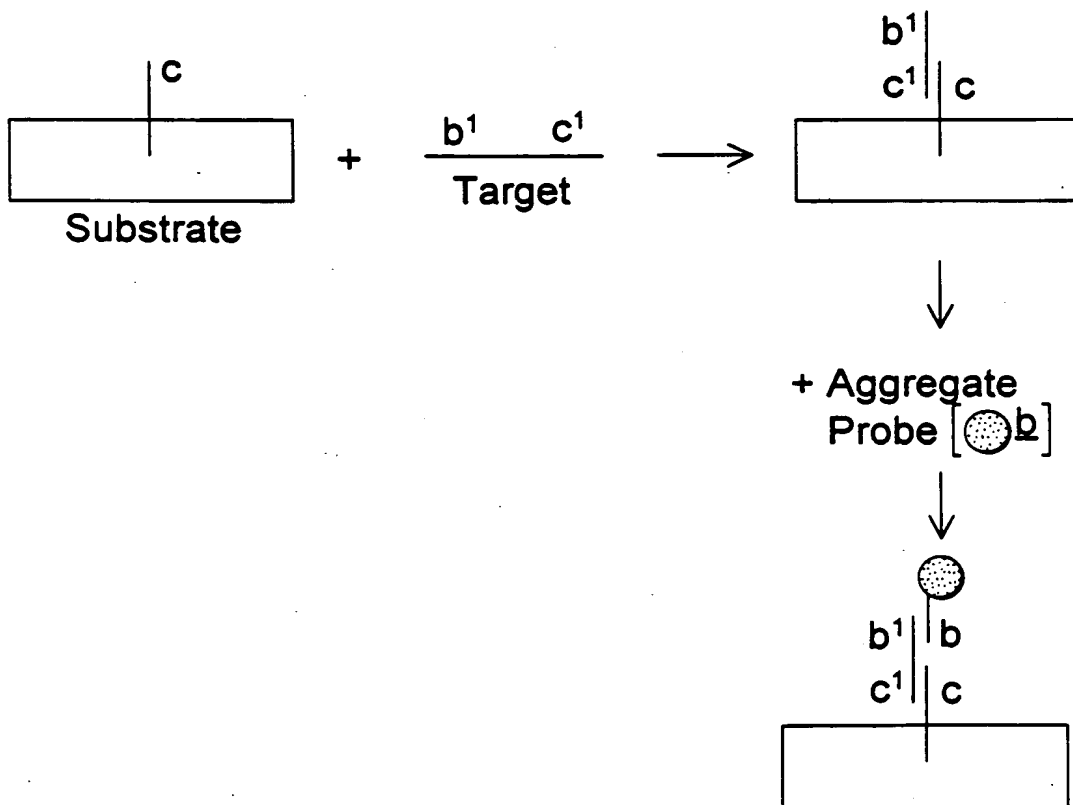 c
Substrate
+
b¹ c¹
Target
b¹
c¹ c
+ Aggregate
Probe [ b]
b¹ b
c¹ c